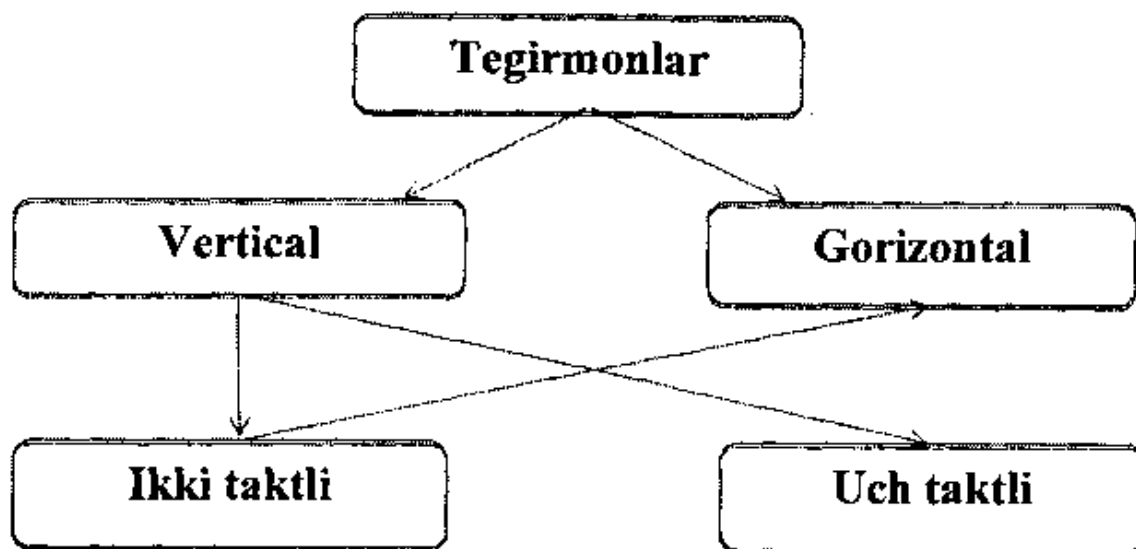 Tegirmonlar
Vertical
Gorizontal
Ikki taktli
Uch taktli